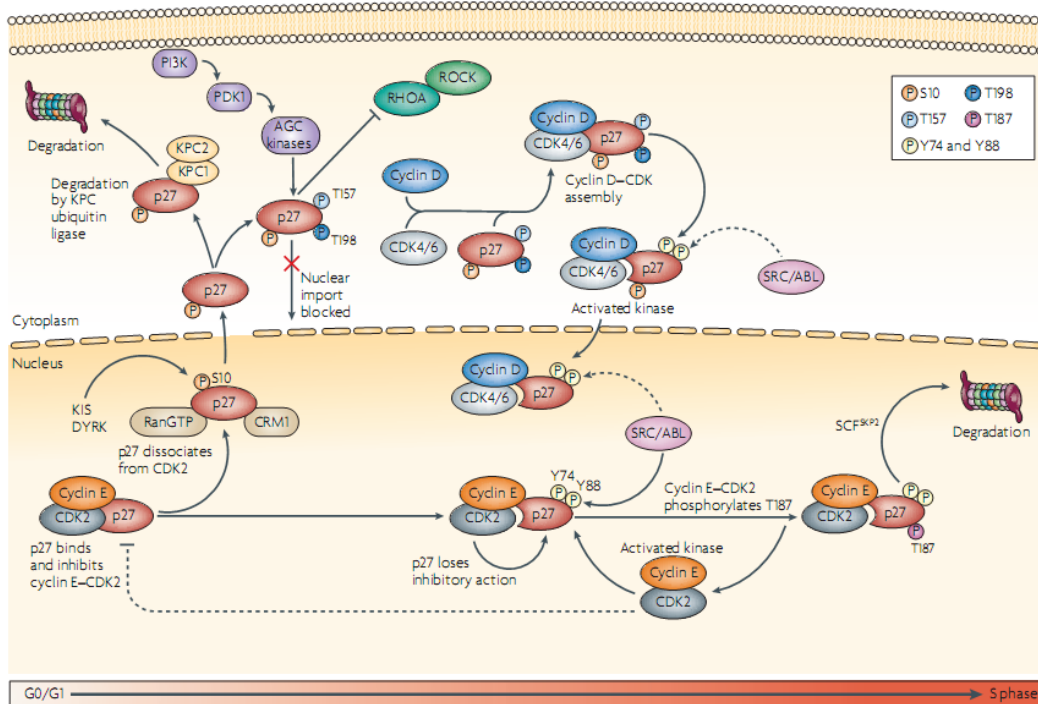 PI3K
PDK1
AGC
kinases
ROCK
RHOA
Degradation
KPC2
KPC1
p27
P
Degradation
by KPC
ubiquitin
ligase
p27
P T157
P T198
P
Nuclear
import
blocked
p27
P
Cyclin D
CDK4/6
p27
P
P
P
Cyclin D
CDK4/6
p27
P
P
P
Cyclin D–CDK
assembly
Cyclin D
CDK4/6
p27
P
P
P
Activated kinase
SRC/ABL
P S10
P T198
P T157
P T187
P Y74 and Y88
Cytoplasm
Nucleus
KIS
DYRK
P S10
p27
RanGTP
CRM1
p27 dissociates
from CDK2
Cyclin E
CDK2
p27
p27 binds
and inhibits
cyclin E–CDK2
Cyclin D
CDK4/6
p27
P
P
SRC/ABL
Cyclin E
CDK2
p27
Y74
Y88
P
P
p27 loses
inhibitory action
Cyclin E–CDK2
phosphorylates T187
Activated kinase
Cyclin E
CDK2
SCFSKP2
Degradation
Cyclin E
CDK2
p27
P
P
P
T187
G0/G1
S phase